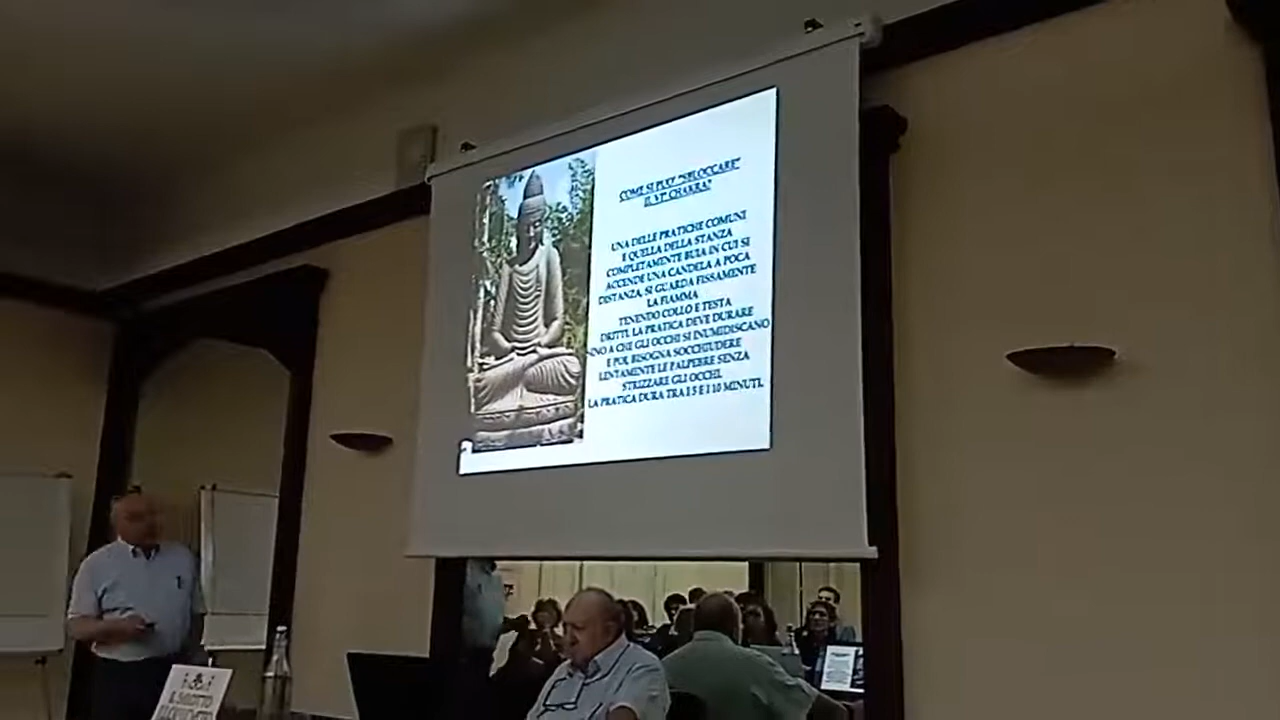 COME SI PUO' "SBLOCCARE"
IL VI° CHAKRA?
UNA DELLE PRATICHE COMUNI
E QUELLA DELLA STANZA
COMPLETAMENTE BUIA IN CUI SI
ACCENDE UNA CANDELA A POCA
DISTANZA, SI GUARDA FISSAMENTE
LA FIAMMA
TENENDO COLLO E TESTA
DRITTI. LA PRATICA DEVE DURARE
INO A CHE GLI OCCHI SI INUMIDISCANO
E POI, BISOGNA SOCCHIUDERE
LENTAMENTE LE PALPEBRE SENZA
STRIZZARE GLI OCCHI.
LA PRATICA DURA TRA I 5 E I 10 MINUTI.
IL SALOTTO